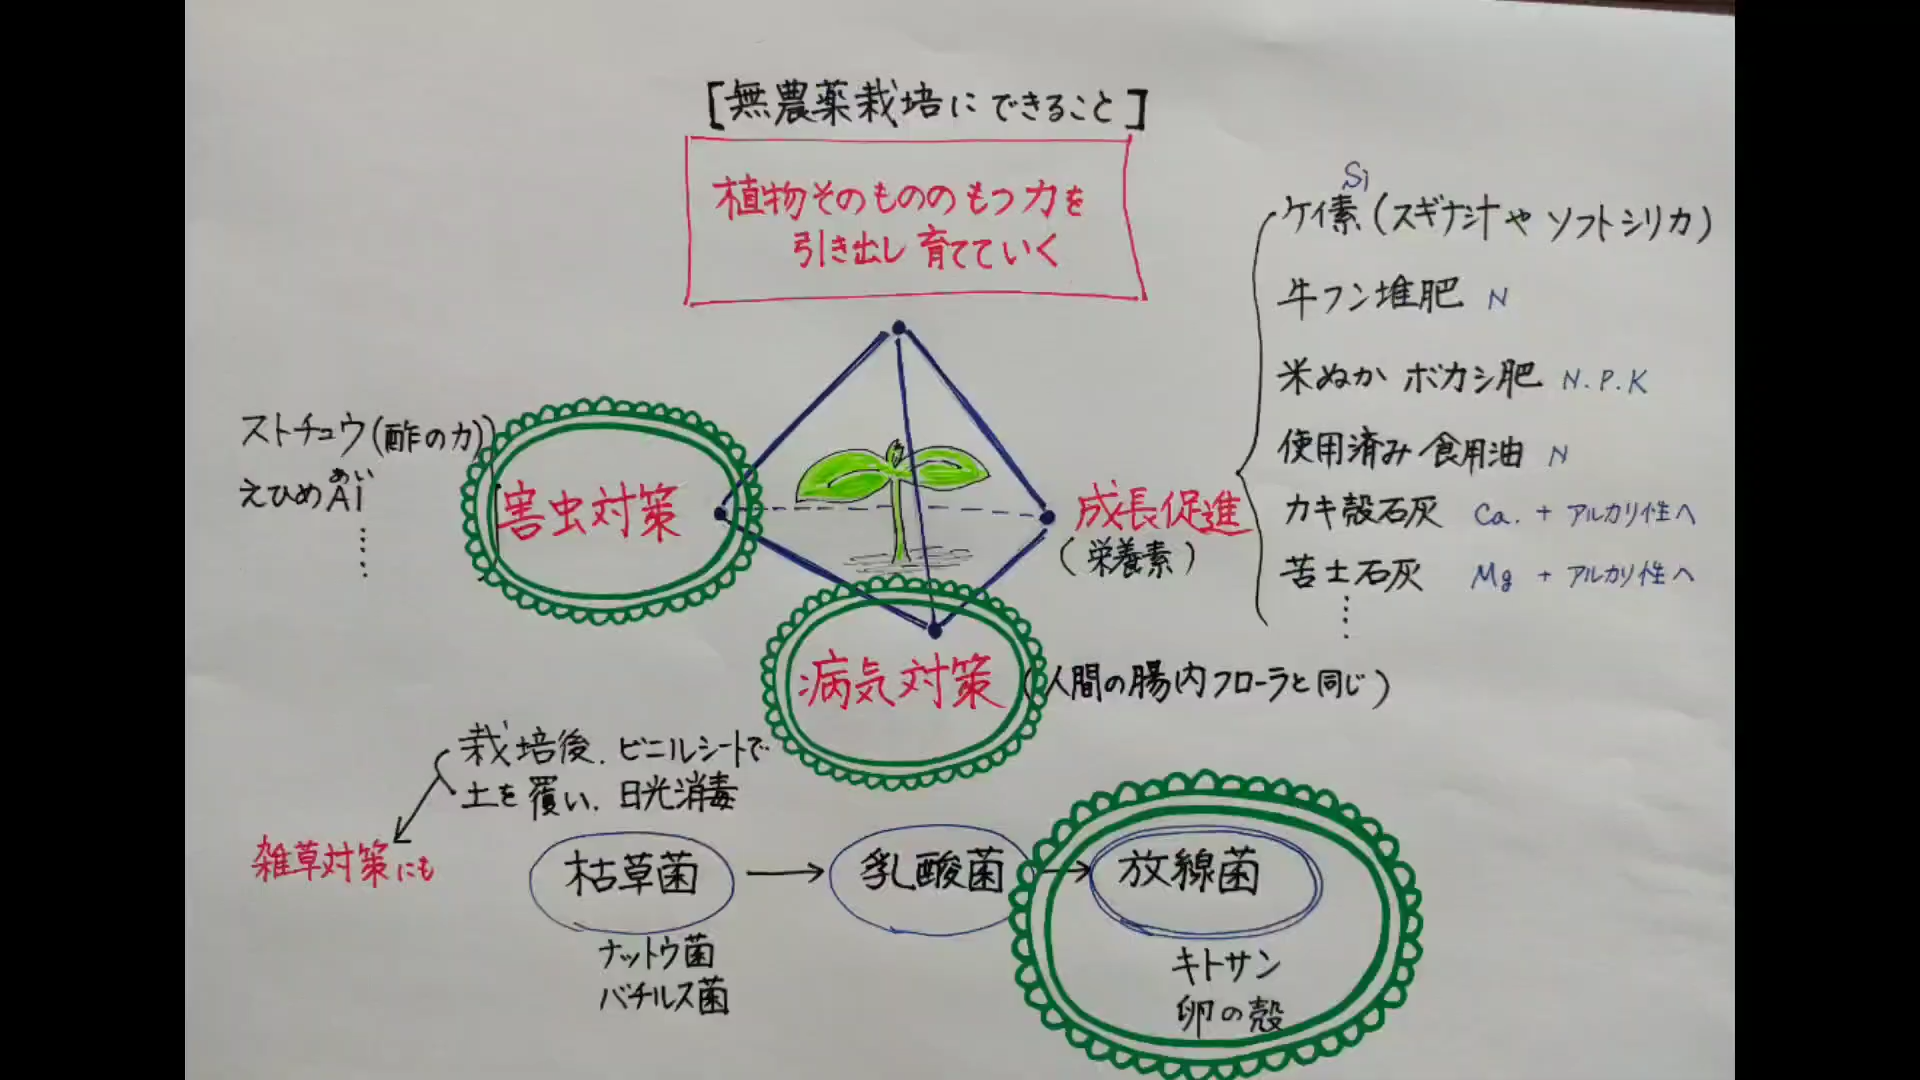 [無農薬栽培にできること]
植物そのもののもつ力を
引き出し育てていく
Si
ケイ素(スギナ汁やソフトシリカ)
牛フン堆肥 N
米ぬか ボカシ肥 N.P.K
使用済み食用油 N
カキ殻石灰 Ca. + アルカリ性へ
苦土石灰 Mg + アルカリ性へ
⋮
成長促進
(栄養素)
ストチュウ(酢の力)
あい
えひめAi
⋮
害虫対策
病気対策 (人間の腸内フローラと同じ)
栽培後、ビニルシートで
土を覆い、日光消毒
雑草対策にも
枯草菌 → 乳酸菌 → 放線菌
ナットウ菌
バチルス菌
キトサン
卵の殻